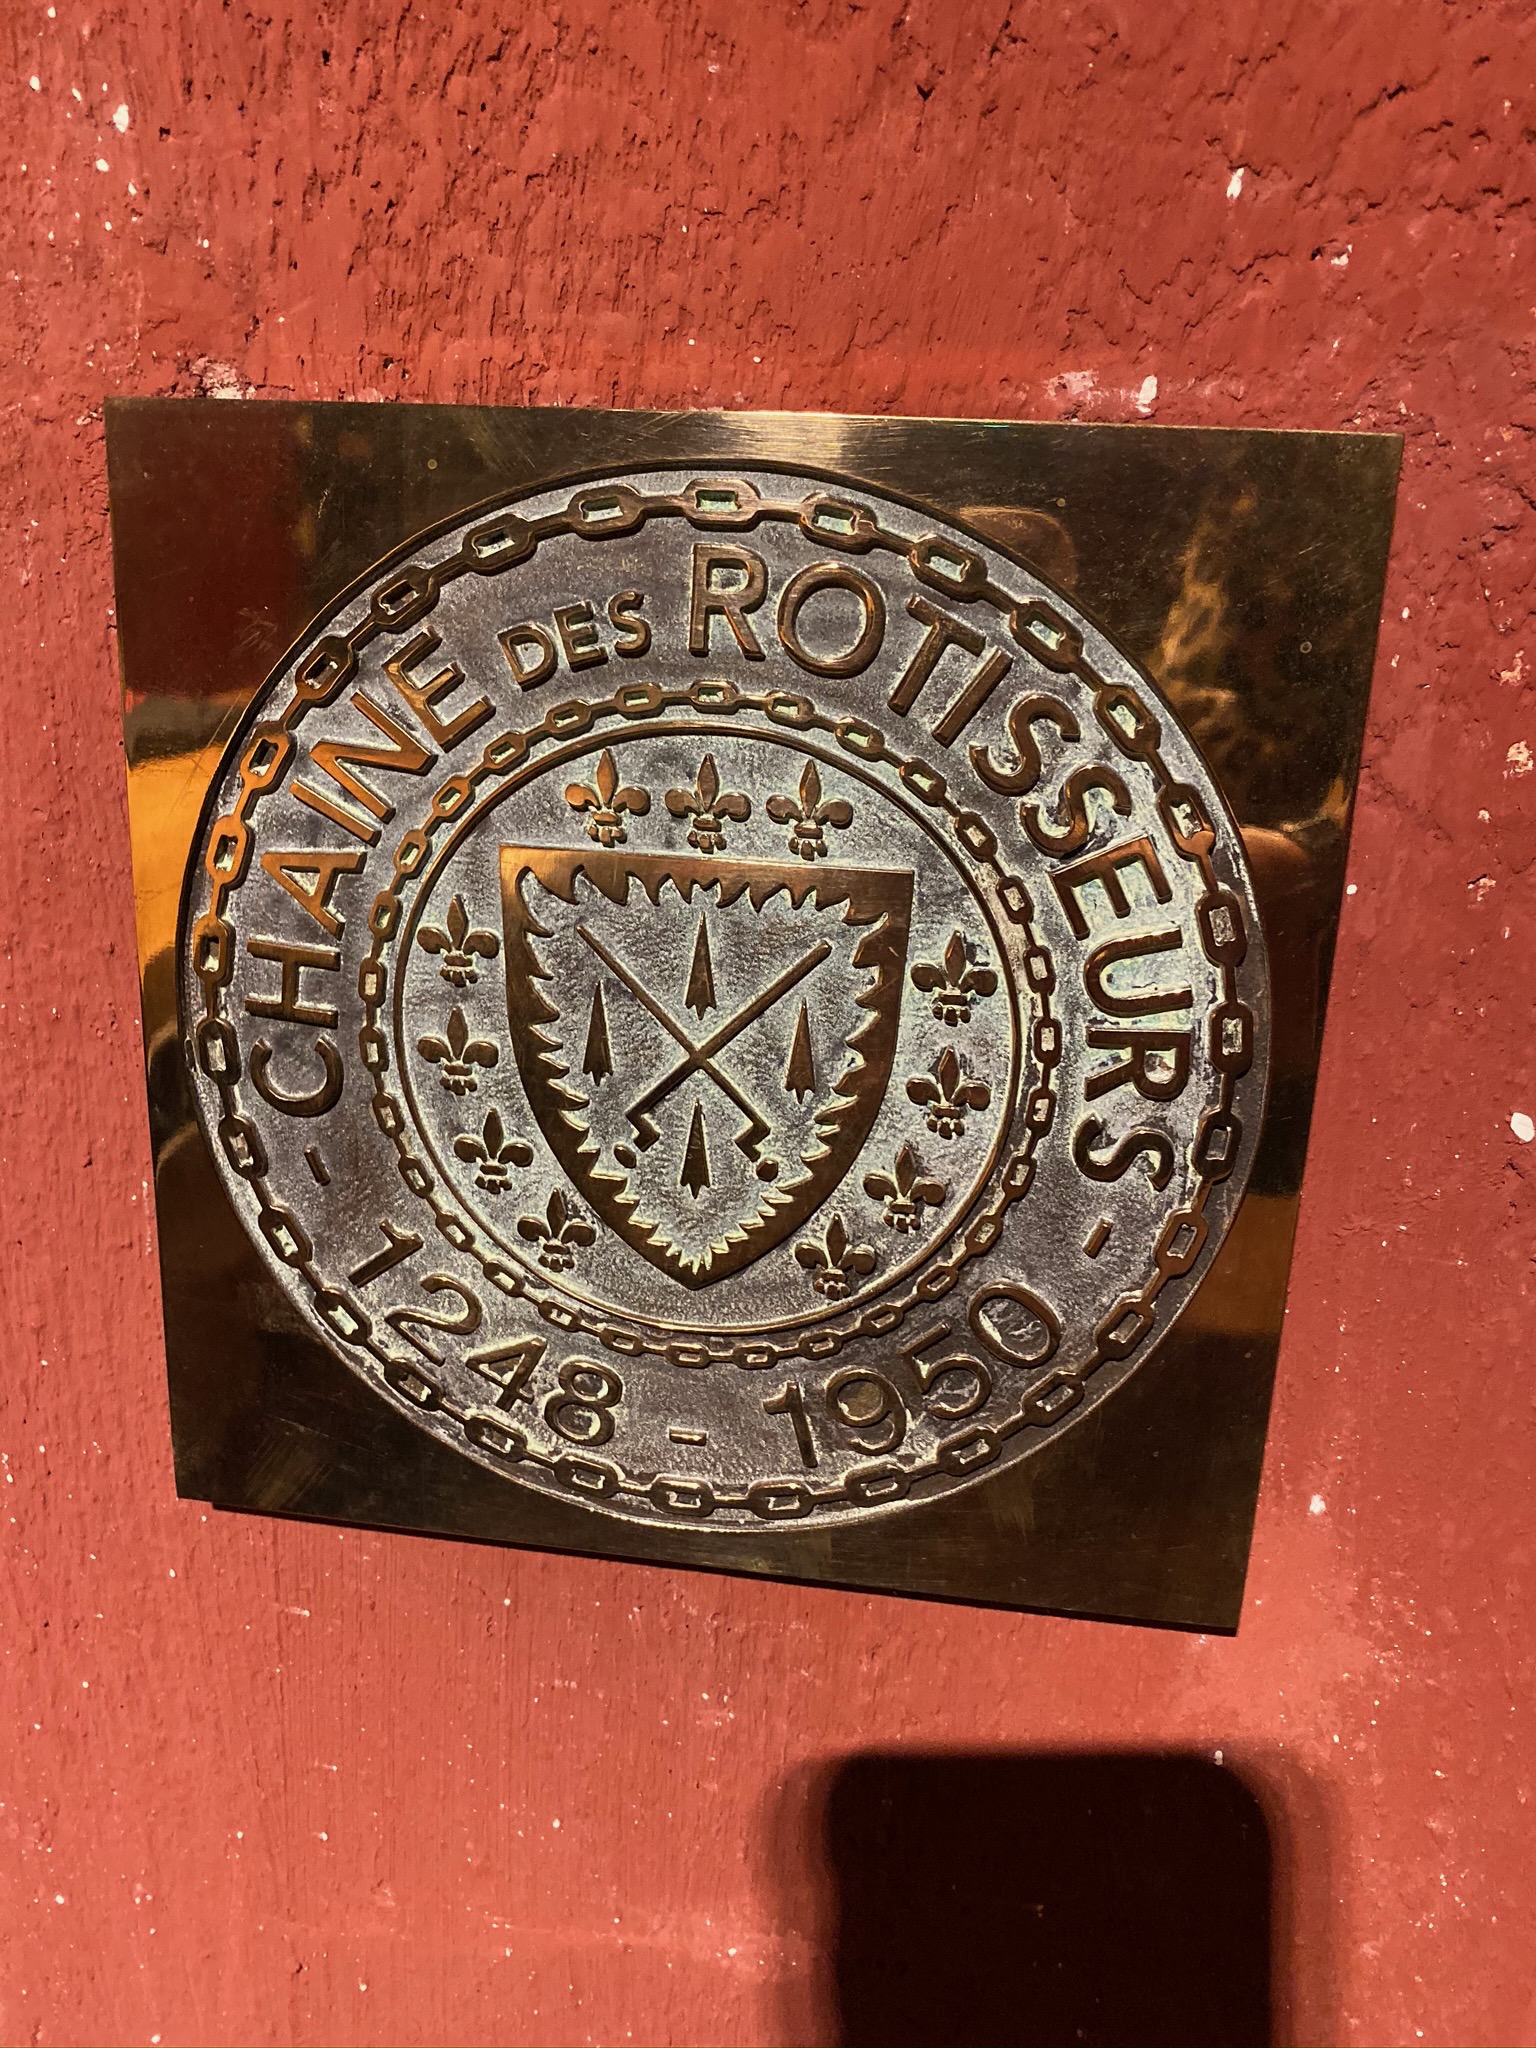 CHAINE DES ROTISSEURS
- 1248 - 1950 -